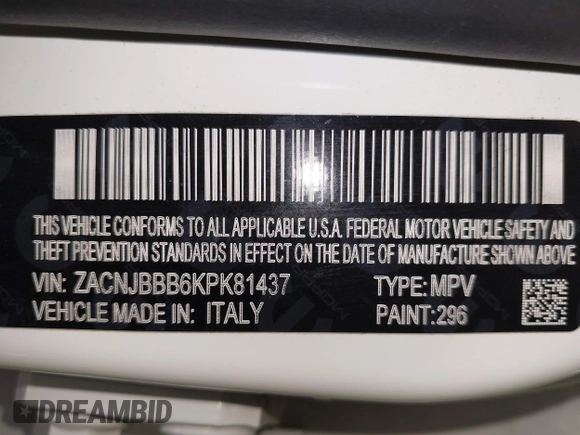 THIS VEHICLE CONFORMS TO ALL APPLICABLE U.S.A. FEDERAL MOTOR VEHICLE SAFETY AND
THEFT PREVENTION STANDARDS IN EFFECT ON THE DATE OF MANUFACTURE SHOWN ABOVE
VIN: ZACNJBBB6KPK81437 TYPE: MPV
VEHICLE MADE IN: ITALY PAINT:296
DREAMBID